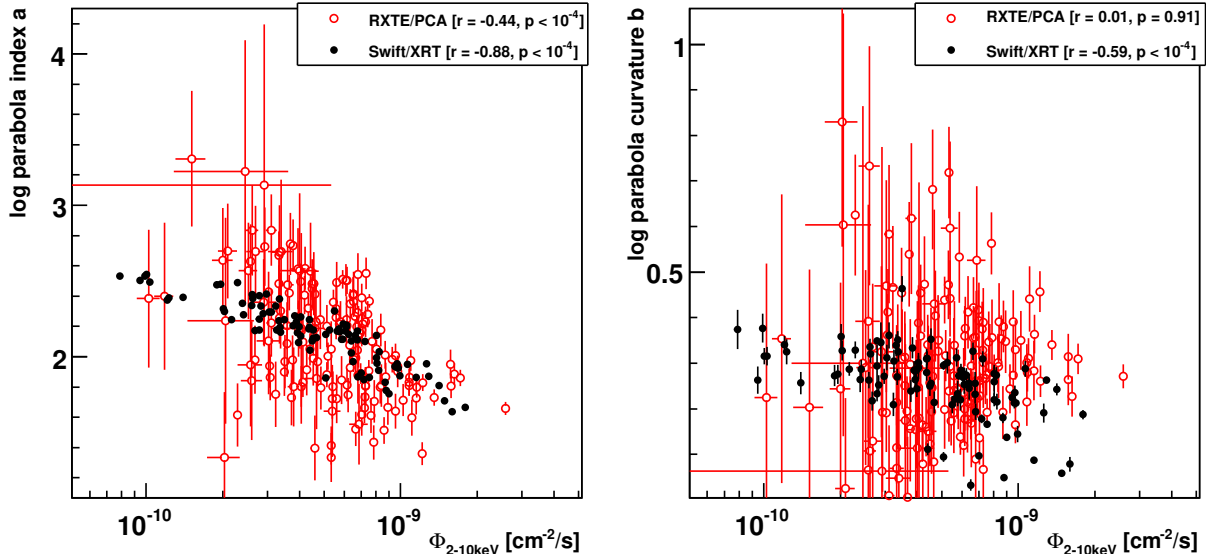 log parabola index a
4
3
2
RXTE/PCA [r = -0.44, p < 10^-4]
Swift/XRT [r = -0.88, p < 10^-4]
10^-10
10^-9
Φ_2-10keV [cm^-2/s]
log parabola curvature b
1
0.5
RXTE/PCA [r = 0.01, p = 0.91]
Swift/XRT [r = -0.59, p < 10^-4]
10^-10
10^-9
Φ_2-10keV [cm^-2/s]